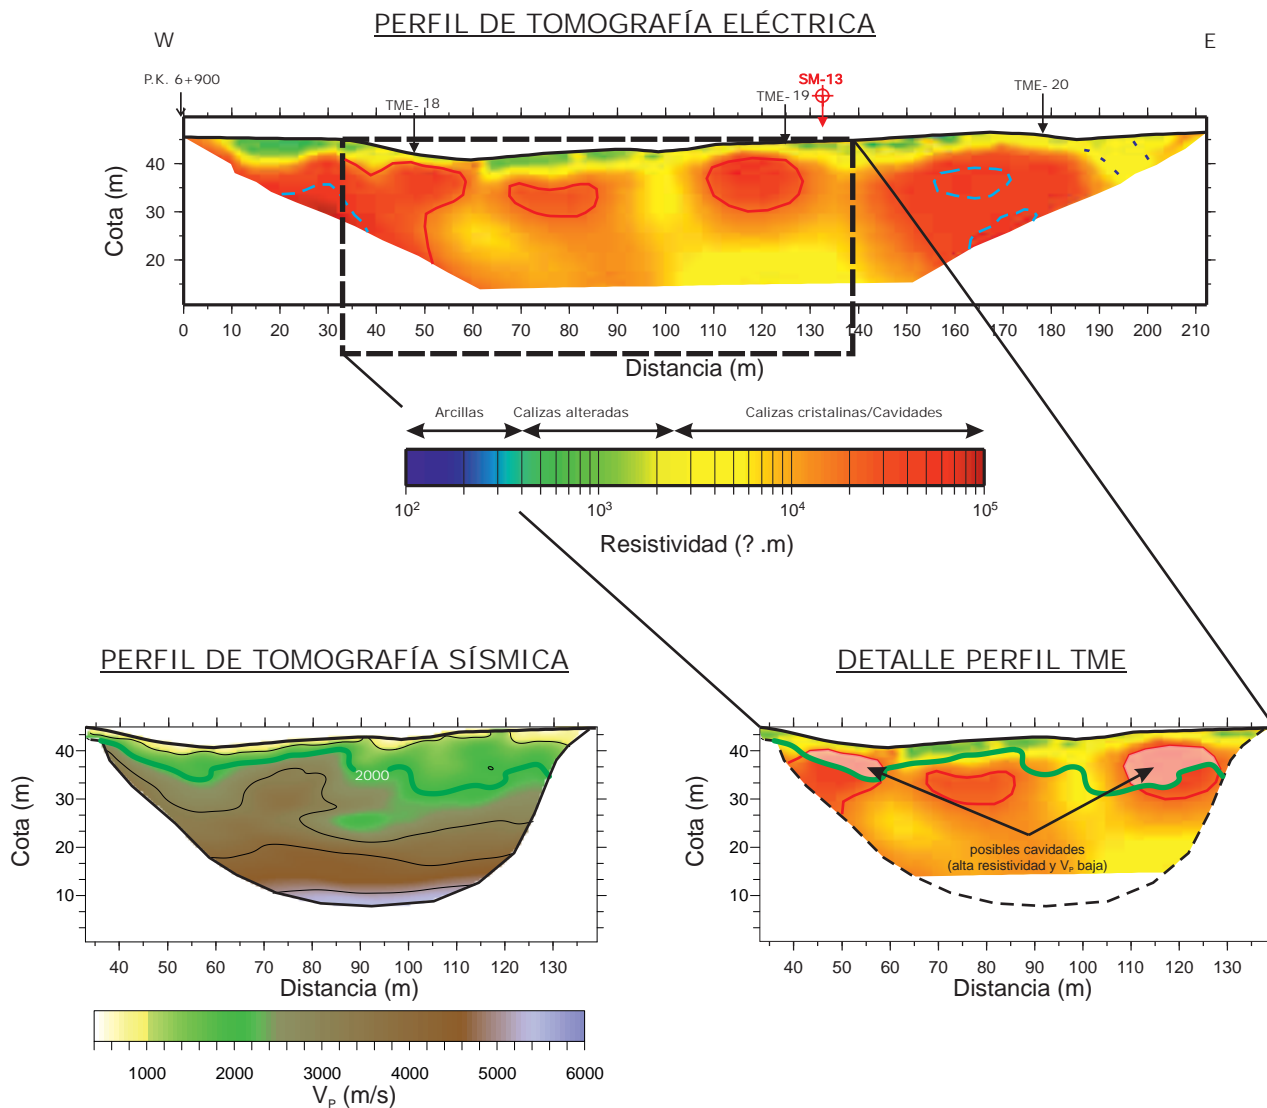 PERFIL DE TOMOGRAFÍA ELÉCTRICA
W
E
P.K. 6+900
TME- 18
TME- 19
SM-13
TME- 20
Cota (m)
40
30
20
40
30
20
0 10 20 30 40 50 60 70 80 90 100 110 120 130 140 150 160 170 180 190 200 210
Distancia (m)
Arcillas
Calizas alteradas
Calizas cristalinas/Cavidades
10² 10³ 10⁴ 10⁵
Resistividad (? .m)
PERFIL DE TOMOGRAFÍA SÍSMICA
Cota (m)
40
30
20
10
2000
40 50 60 70 80 90 100 110 120 130
Distancia (m)
1000 2000 3000 4000 5000 6000
VP (m/s)
DETALLE PERFIL TME
Cota (m)
40
30
20
10
posibles cavidades
(alta resistividad y VP baja)
40 50 60 70 80 90 100 110 120 130
Distancia (m)